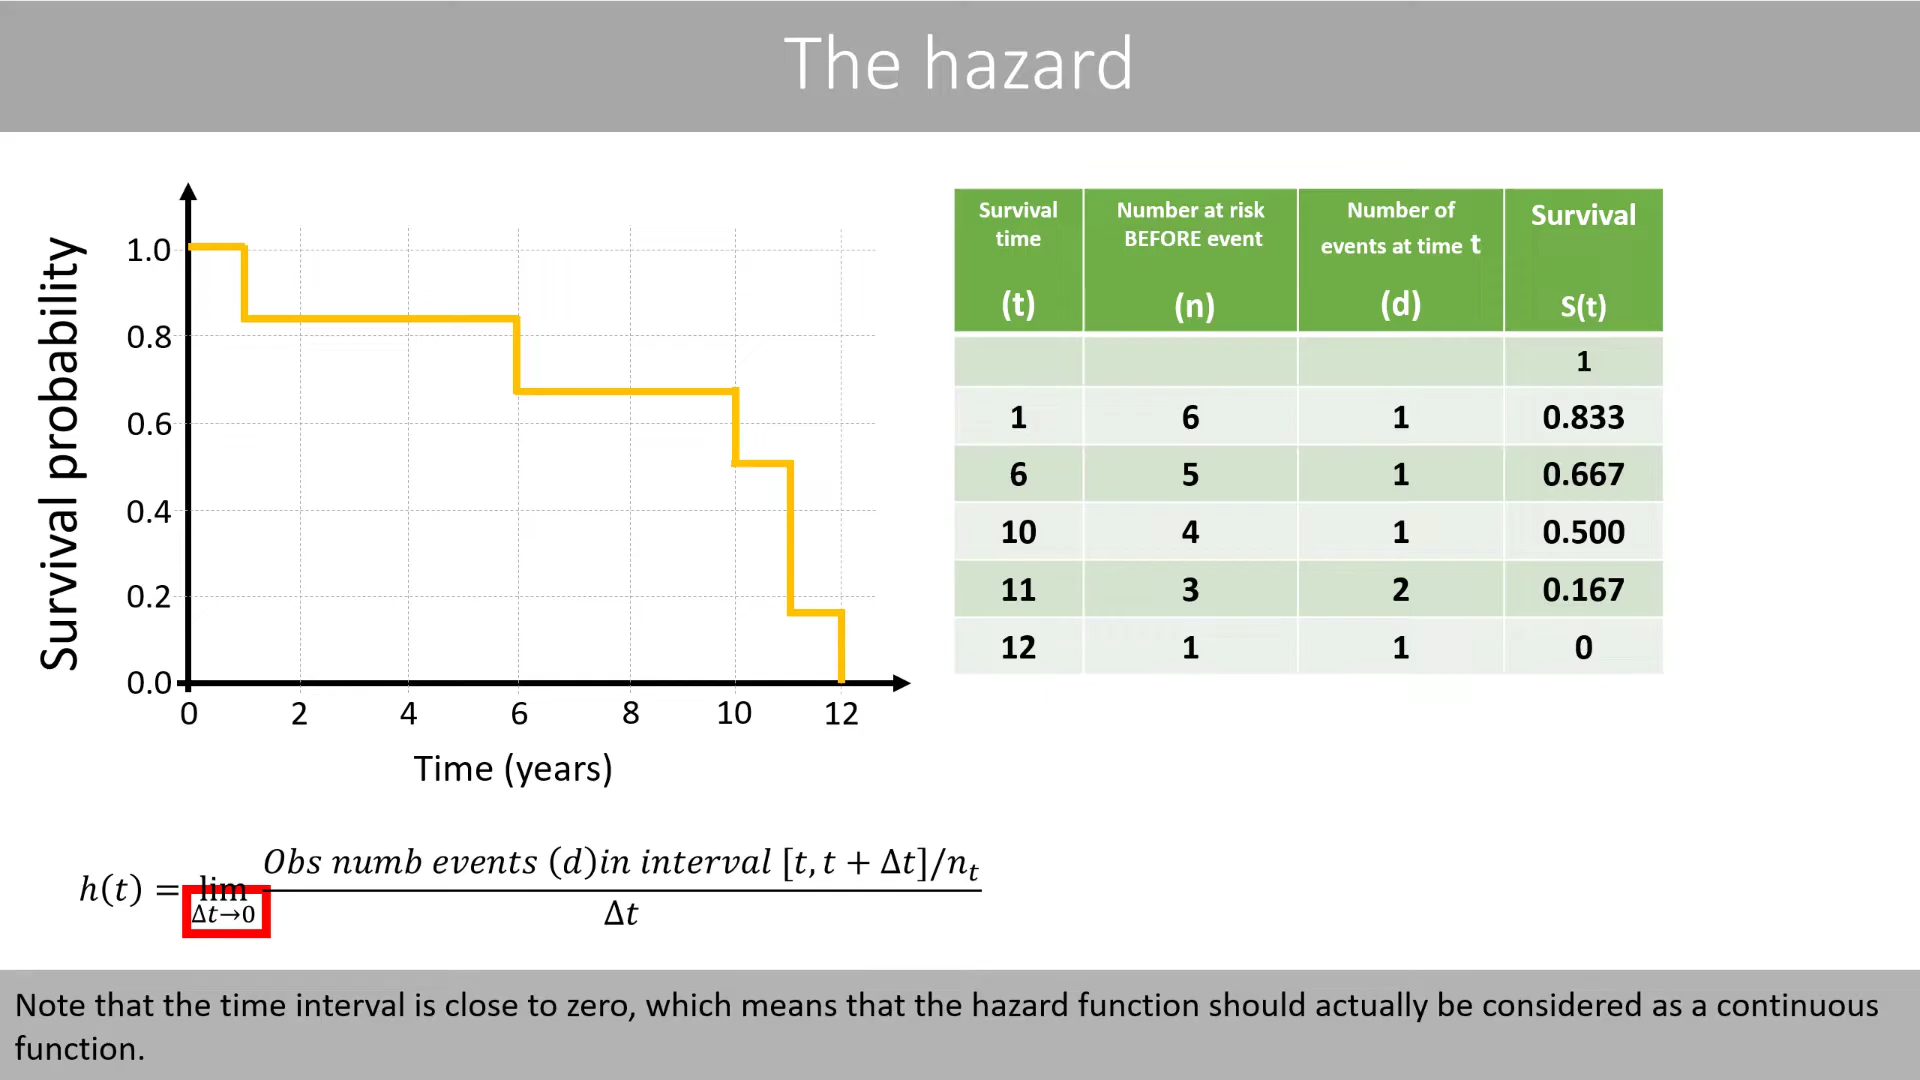 The hazard
Survival probability
1.0
0.8
0.6
0.4
0.2
0.0
0 2 4 6 8 10 12
Time (years)
Survival time (t) Number at risk BEFORE event (n) Number of events at time t (d) Survival S(t)
1
1 6 1 0.833
6 5 1 0.667
10 4 1 0.500
11 3 2 0.167
12 1 1 0
h(t) = lim Δt→0 Obs numb events (d)in interval [t, t + Δt]/nₜ
Δt
Note that the time interval is close to zero, which means that the hazard function should actually be considered as a continuous
function.